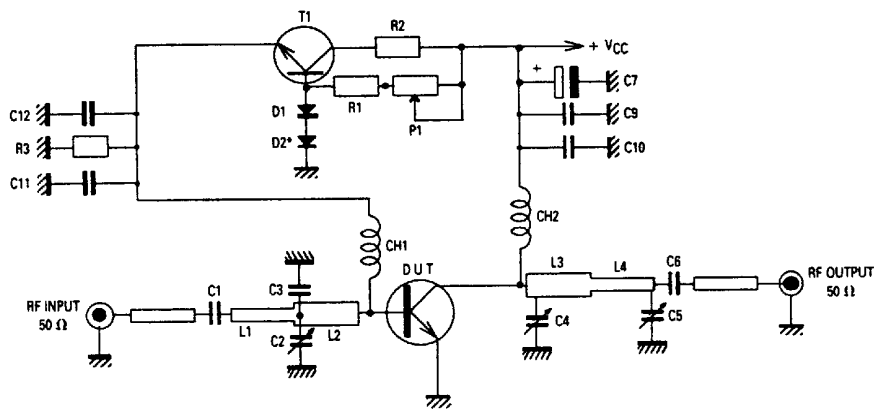 T1
R2
+ VCC
+
C7
R1
P1
D1
C9
C12
D2*
R3
C10
C11
CH2
CH1
L3
C6
DUT
L4
RF OUTPUT
50 Ω
C3
C1
RF INPUT
50 Ω
C4
C5
L1
C2
L2